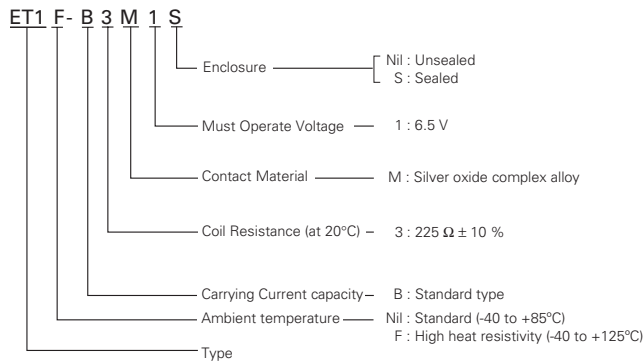 ET1 F- B 3 M 1 S
Enclosure Nil : Unsealed
S : Sealed
Must Operate Voltage 1 : 6.5 V
Contact Material M : Silver oxide complex alloy
Coil Resistance (at 20°C) 3 : 225 Ω ± 10 %
Carrying Current capacity B : Standard type
Ambient temperature Nil : Standard (-40 to +85°C)
F : High heat resistivity (-40 to +125°C)
Type